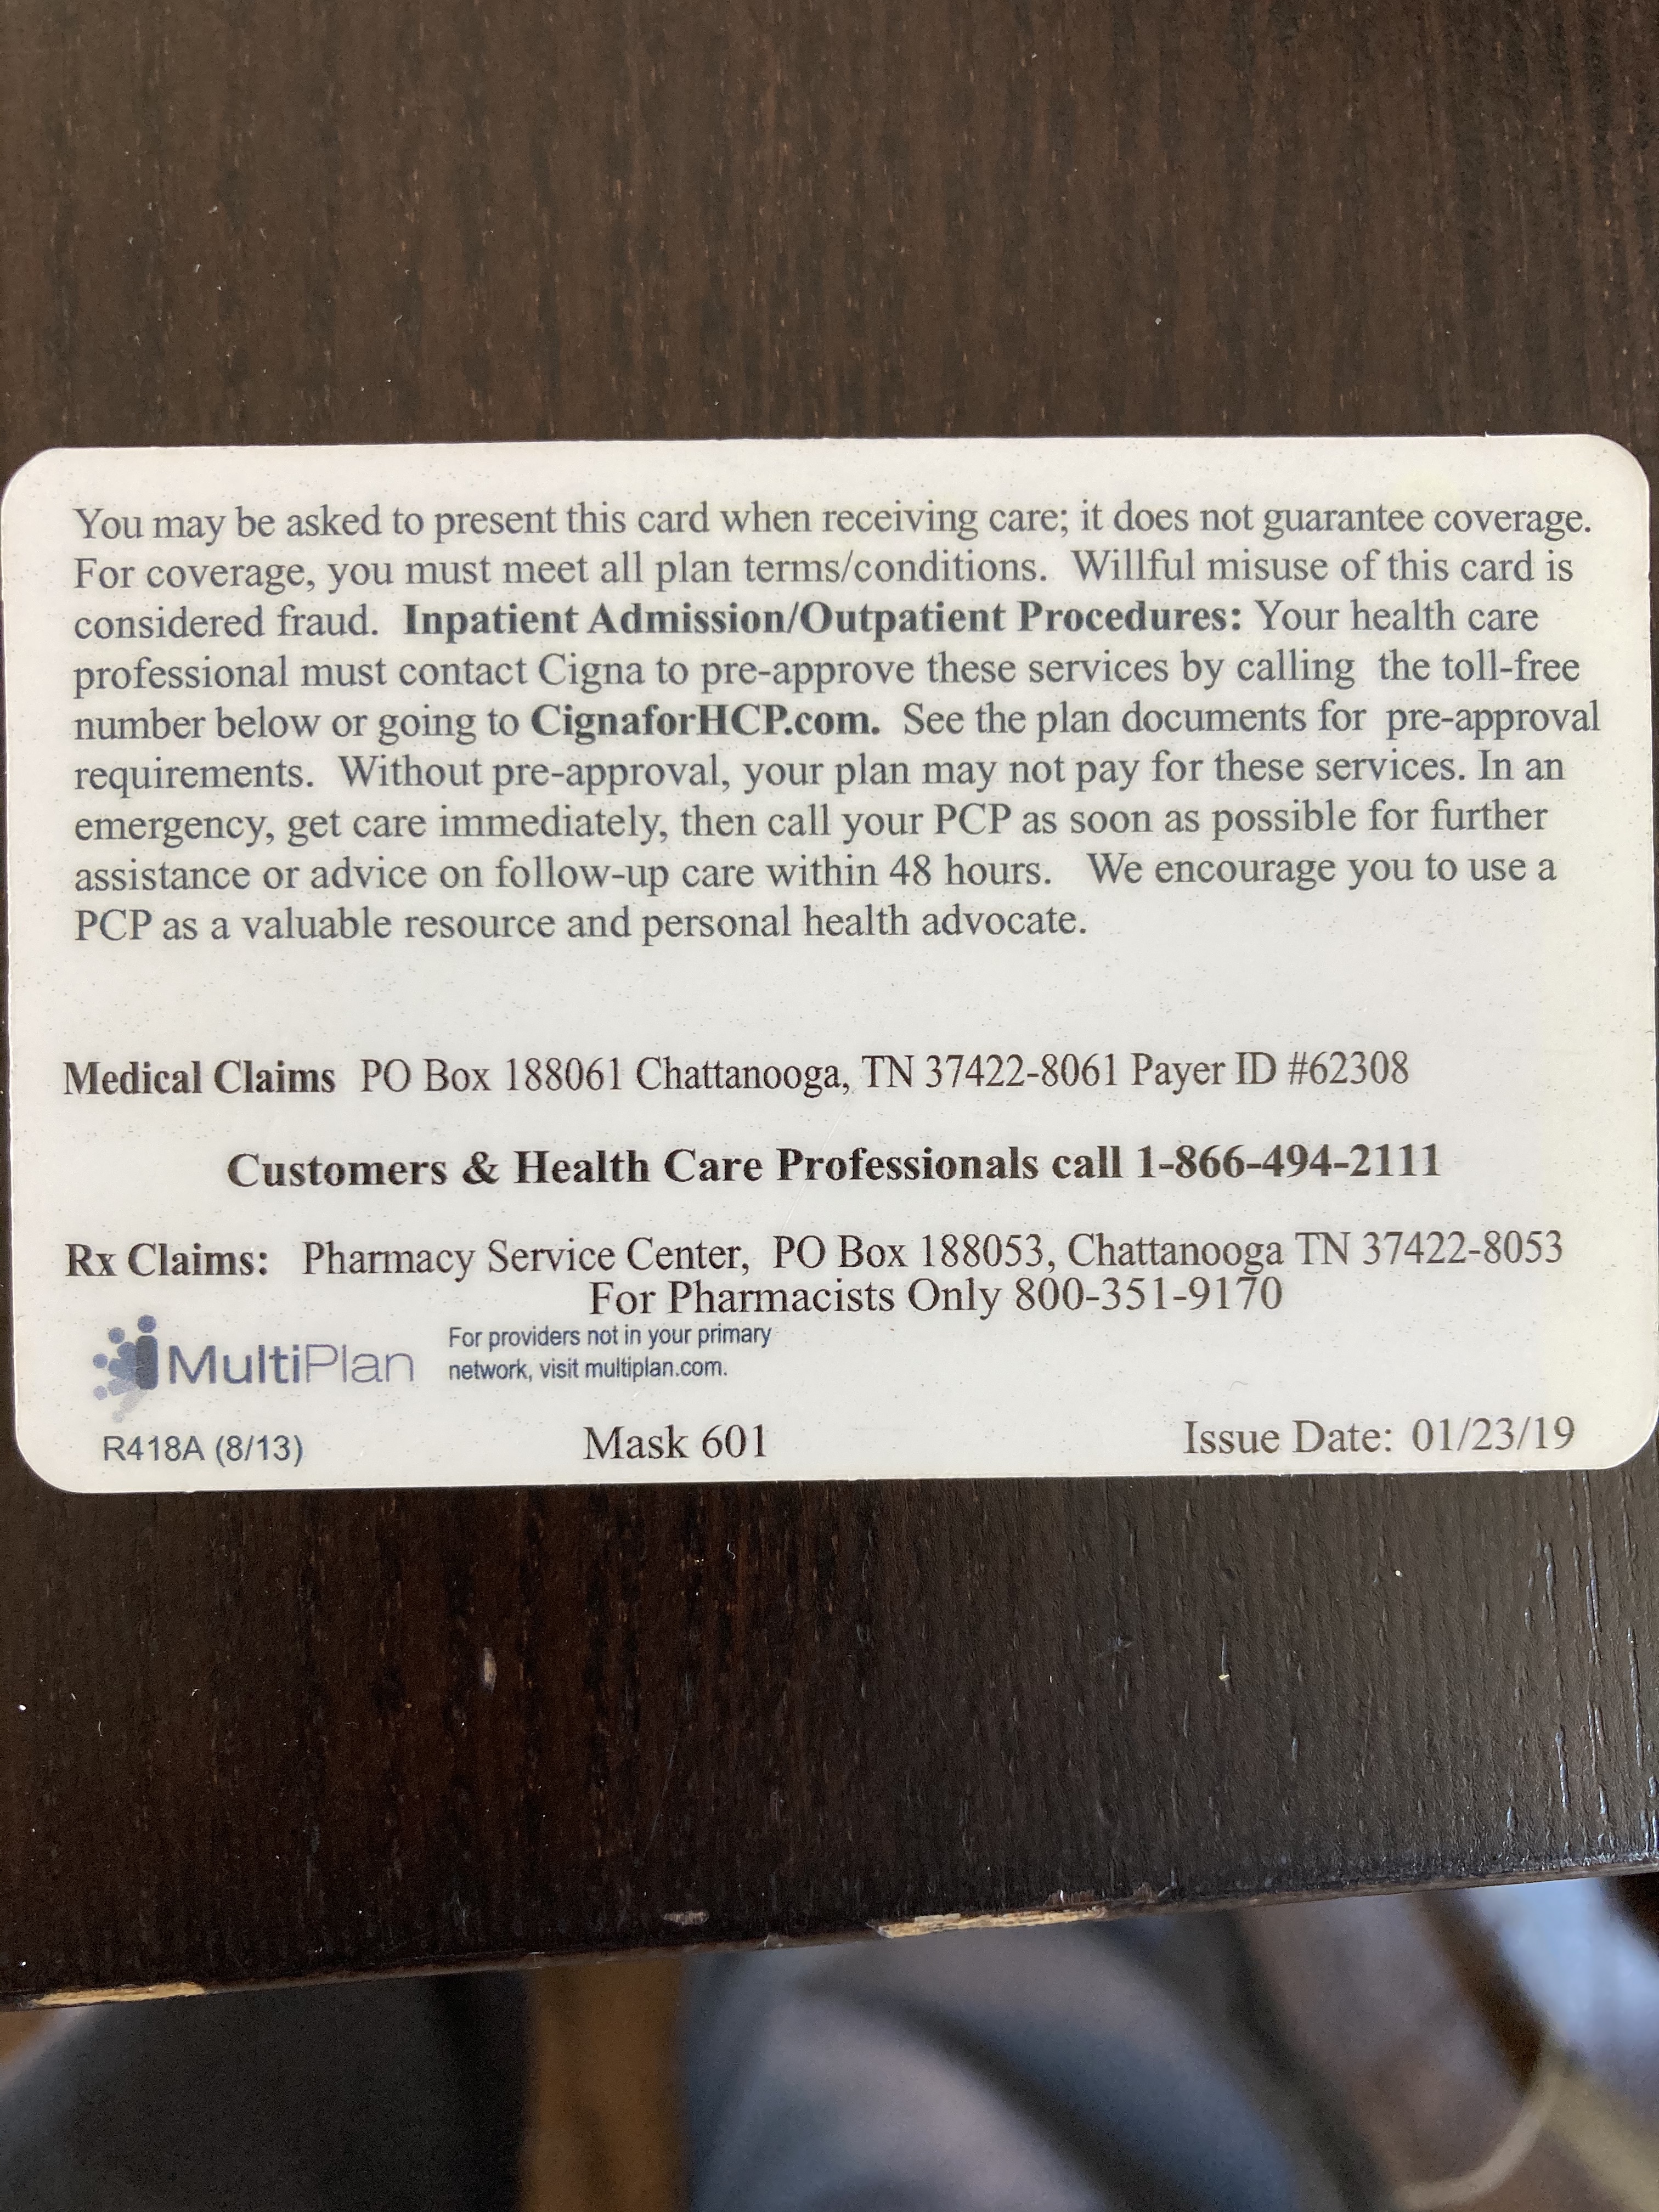 You may be asked to present this card when receiving care; it does not guarantee coverage.
For coverage, you must meet all plan terms/conditions. Willful misuse of this card is
considered fraud. Inpatient Admission/Outpatient Procedures: Your health care
professional must contact Cigna to pre-approve these services by calling the toll-free
number below or going to CignaforHCP.com. See the plan documents for pre-approval
requirements. Without pre-approval, your plan may not pay for these services. In an
emergency, get care immediately, then call your PCP as soon as possible for further
assistance or advice on follow-up care within 48 hours. We encourage you to use a
PCP as a valuable resource and personal health advocate.
Medical Claims PO Box 188061 Chattanooga, TN 37422-8061 Payer ID #62308
Customers & Health Care Professionals call 1-866-494-2111
Rx Claims: Pharmacy Service Center, PO Box 188053, Chattanooga TN 37422-8053
For Pharmacists Only 800-351-9170
MultiPlan
For providers not in your primary
network, visit multiplan.com.
R418A (8/13) Mask 601 Issue Date: 01/23/19